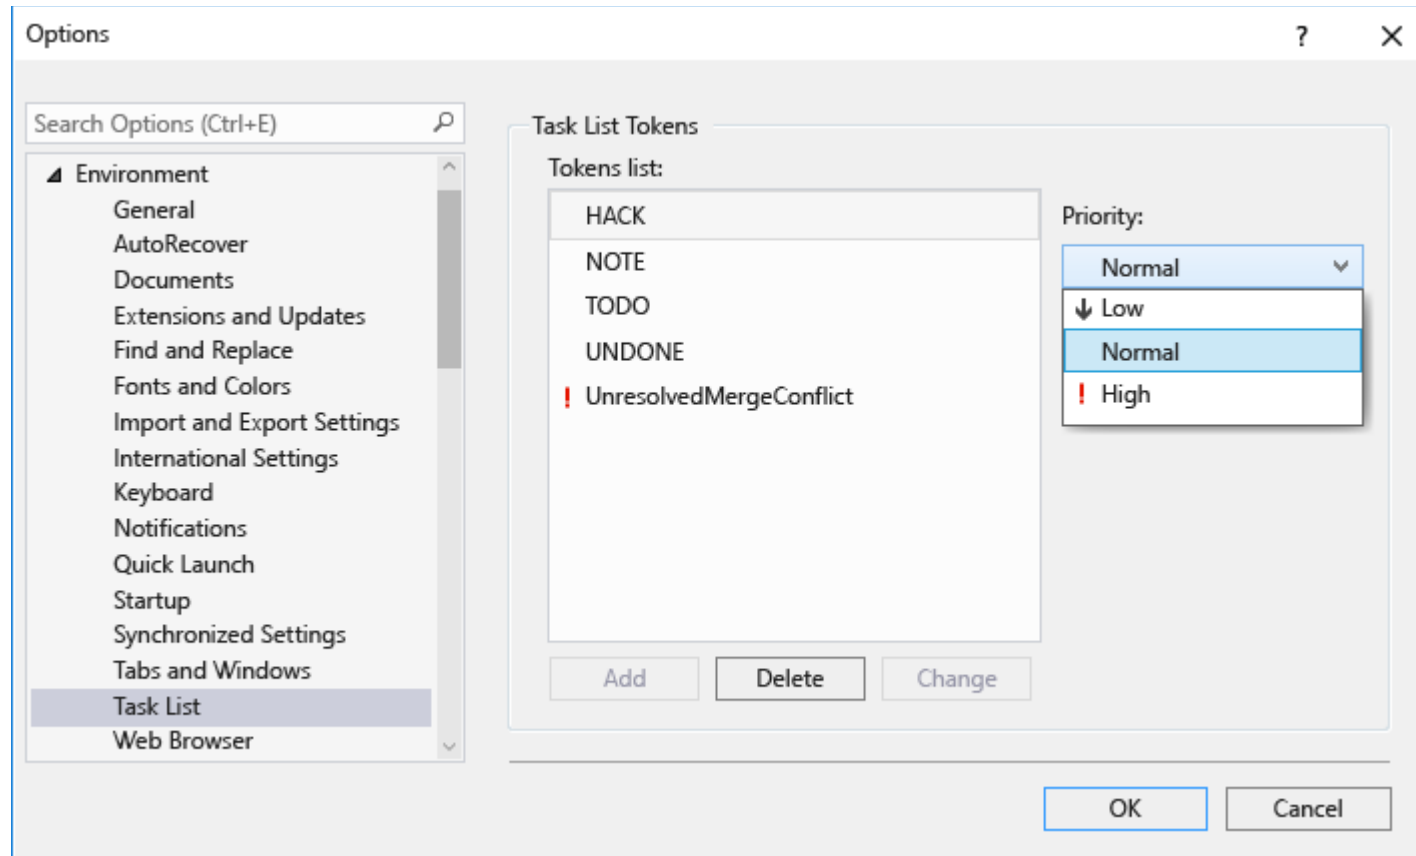 Options
?
Search Options (Ctrl+E)
Environment
General
AutoRecover
Documents
Extensions and Updates
Find and Replace
Fonts and Colors
Import and Export Settings
International Settings
Keyboard
Notifications
Quick Launch
Startup
Synchronized Settings
Tabs and Windows
Task List
Web Browser
Task List Tokens
Tokens list:
HACK
NOTE
TODO
UNDONE
! UnresolvedMergeConflict
Priority:
Normal
Low
Normal
! High
Add
Delete
Change
OK
Cancel